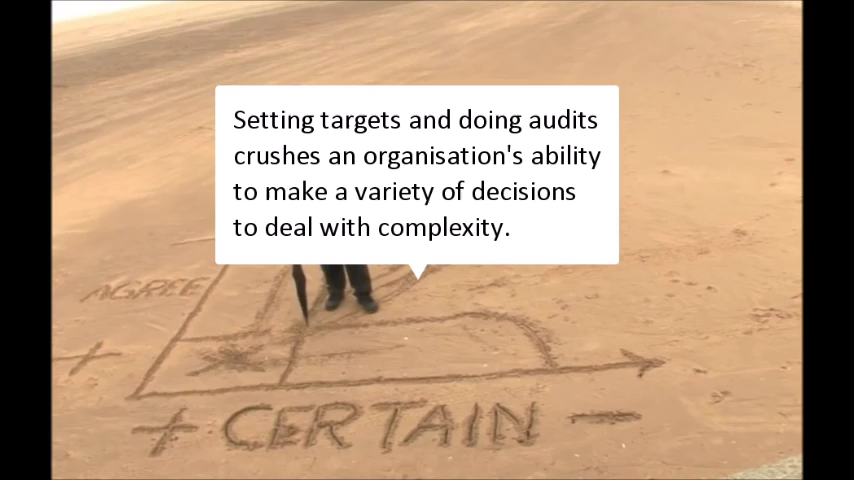 Setting targets and doing audits
crushes an organisation's ability
to make a variety of decisions
to deal with complexity.
AGREE
+
+ CERTAIN -